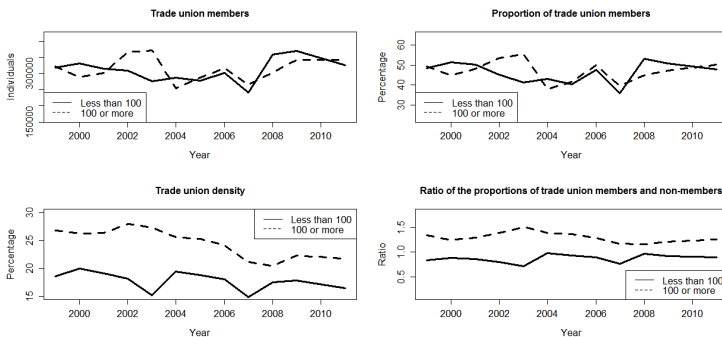 Trade union members
Individuals
300000
150000
Less than 100
100 or more
2000 2002 2004 2006 2008 2010
Year
Proportion of trade union members
Percentage
60
50
40
30
Less than 100
100 or more
2000 2002 2004 2006 2008 2010
Year
Trade union density
Percentage
30
25
20
15
Less than 100
100 or more
2000 2002 2004 2006 2008 2010
Year
Ratio of the proportions of trade union members and non-members
Ratio
1.5
1.0
0.5
Less than 100
100 or more
2000 2002 2004 2006 2008 2010
Year